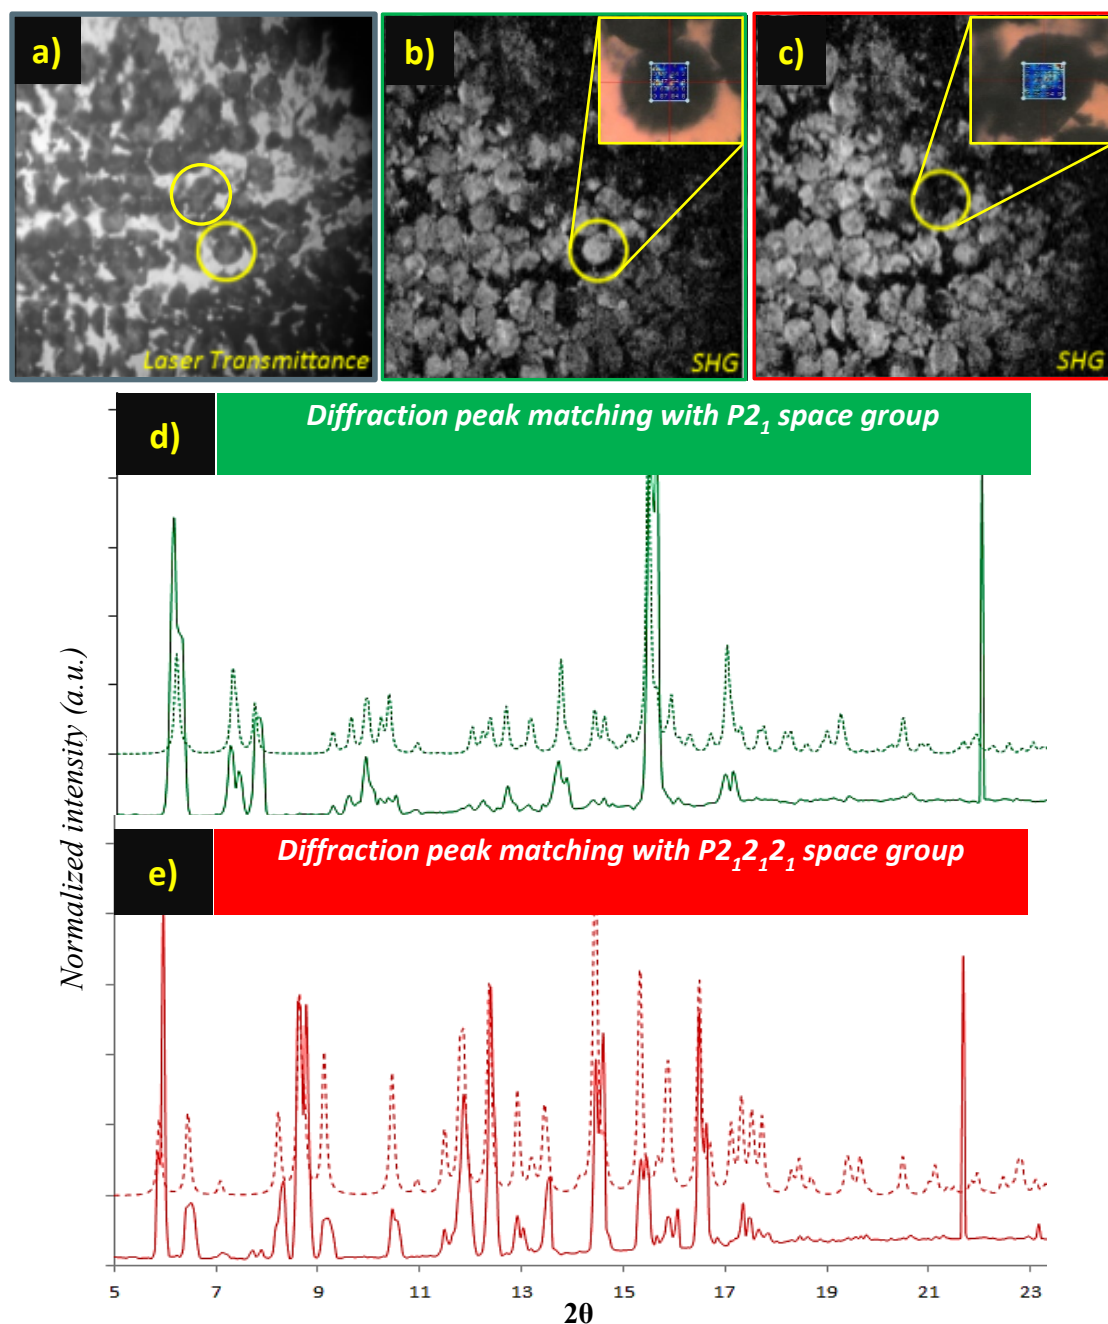 a)
b)
c)
Laser Transmittance
SHG
SHG
d)
Diffraction peak matching with P2₁ space group
e)
Diffraction peak matching with P2₁2₁2₁ space group
Normalized intensity (a.u.)
5 7 9 11 13 15 17 19 21 23
2θ